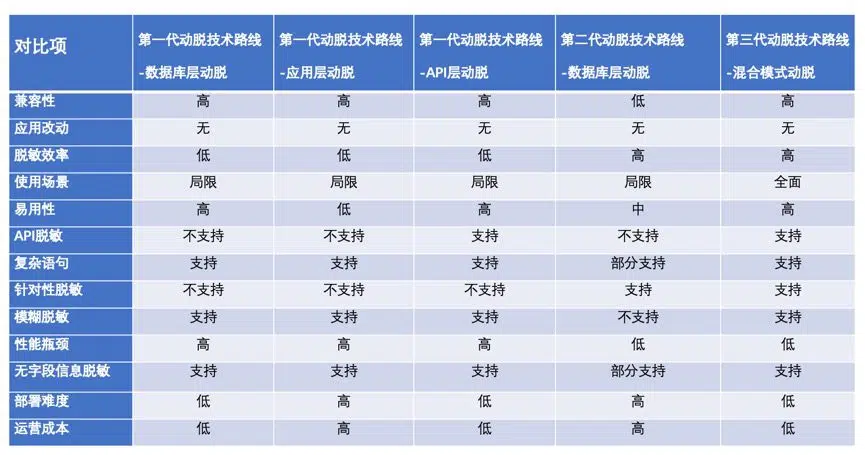 对比项 第一代动脱技术路线 第一代动脱技术路线 第一代动脱技术路线 第二代动脱技术路线 第三代动脱技术路线
-数据库层动脱 -应用层动脱 -API层动脱 -数据库层动脱 -混合模式动脱
兼容性 高 高 高 低 高
应用改动 无 无 无 无 无
脱敏效率 低 低 低 高 高
使用场景 局限 局限 局限 局限 全面
易用性 高 低 高 中 高
API脱敏 不支持 不支持 支持 不支持 支持
复杂语句 支持 支持 支持 部分支持 支持
针对性脱敏 不支持 不支持 不支持 支持 支持
模糊脱敏 支持 支持 支持 不支持 支持
性能瓶颈 高 高 高 低 低
无字段信息脱敏 支持 支持 支持 部分支持 支持
部署难度 低 高 低 高 低
运营成本 低 高 低 高 低